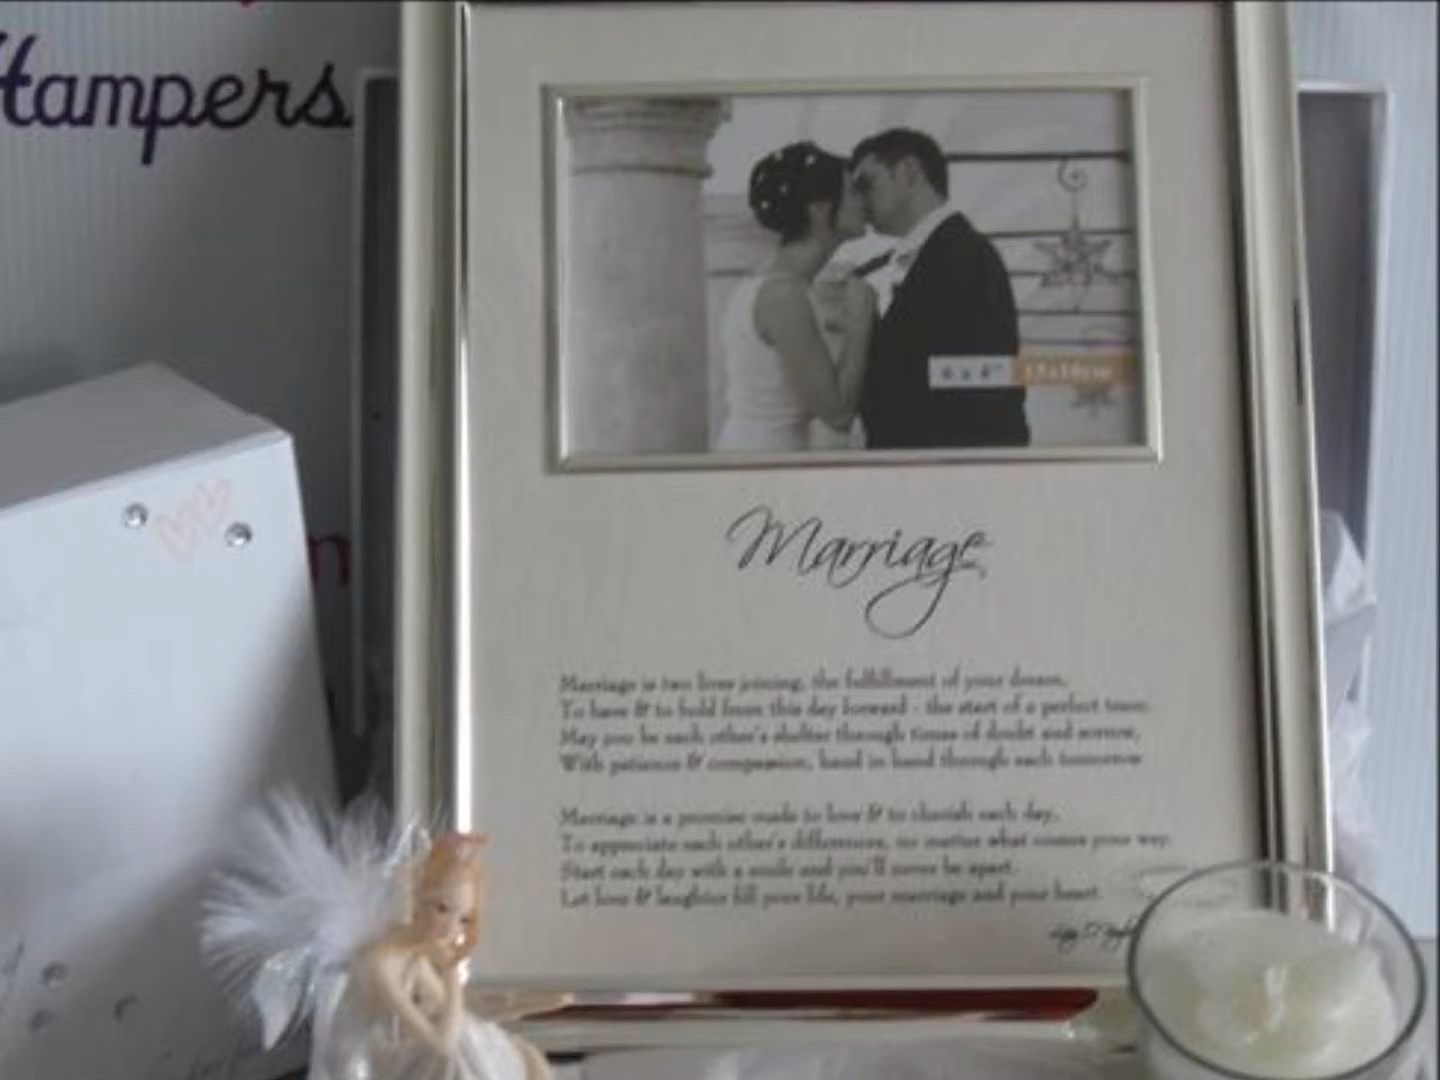 Hampers
6 x 4"
15x10cm
Marriage
Marriage is two lives joining, the fulfillment of your dream,
To have & to hold from this day forward - the start of a perfect team.
May you be each other's shelter through times of doubt and sorrow,
With patience & compassion, hand in hand through each tomorrow
Marriage is a promise made to love & to cherish each day,
To appreciate each other's differences, no matter what comes your way.
Start each day with a smile and you'll never be apart.
Let love & laughter fill your life, your marriage and your heart.